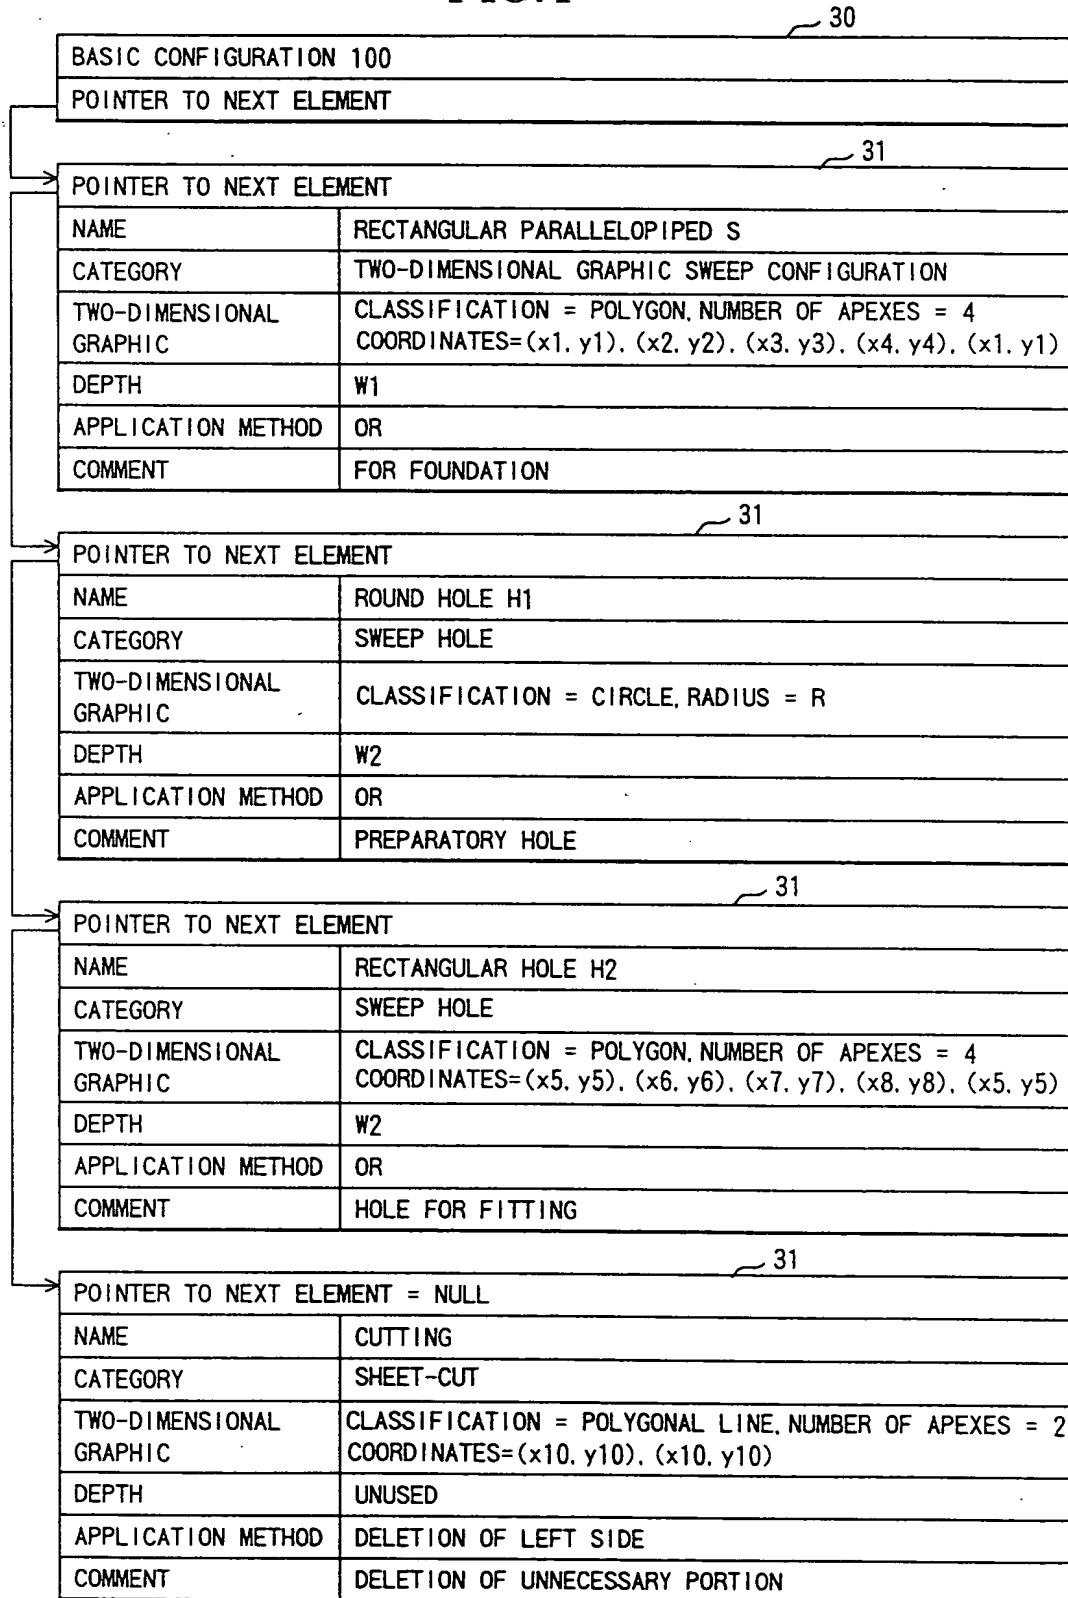 30
BASIC CONFIGURATION 100
POINTER TO NEXT ELEMENT
31
POINTER TO NEXT ELEMENT
NAME RECTANGULAR PARALLELOPIPED S
CATEGORY TWO-DIMENSIONAL GRAPHIC SWEEP CONFIGURATION
TWO-DIMENSIONAL GRAPHIC CLASSIFICATION = POLYGON, NUMBER OF APEXES = 4
COORDINATES=(x1, y1), (x2, y2), (x3, y3), (x4, y4), (x1, y1)
DEPTH W1
APPLICATION METHOD OR
COMMENT FOR FOUNDATION
31
POINTER TO NEXT ELEMENT
NAME ROUND HOLE H1
CATEGORY SWEEP HOLE
TWO-DIMENSIONAL GRAPHIC CLASSIFICATION = CIRCLE, RADIUS = R
DEPTH W2
APPLICATION METHOD OR
COMMENT PREPARATORY HOLE
31
POINTER TO NEXT ELEMENT
NAME RECTANGULAR HOLE H2
CATEGORY SWEEP HOLE
TWO-DIMENSIONAL GRAPHIC CLASSIFICATION = POLYGON, NUMBER OF APEXES = 4
COORDINATES=(x5, y5), (x6, y6), (x7, y7), (x8, y8), (x5, y5)
DEPTH W2
APPLICATION METHOD OR
COMMENT HOLE FOR FITTING
31
POINTER TO NEXT ELEMENT = NULL
NAME CUTTING
CATEGORY SHEET-CUT
TWO-DIMENSIONAL GRAPHIC CLASSIFICATION = POLYGONAL LINE, NUMBER OF APEXES = 2
COORDINATES=(x10, y10), (x10, y10)
DEPTH UNUSED
APPLICATION METHOD DELETION OF LEFT SIDE
COMMENT DELETION OF UNNECESSARY PORTION